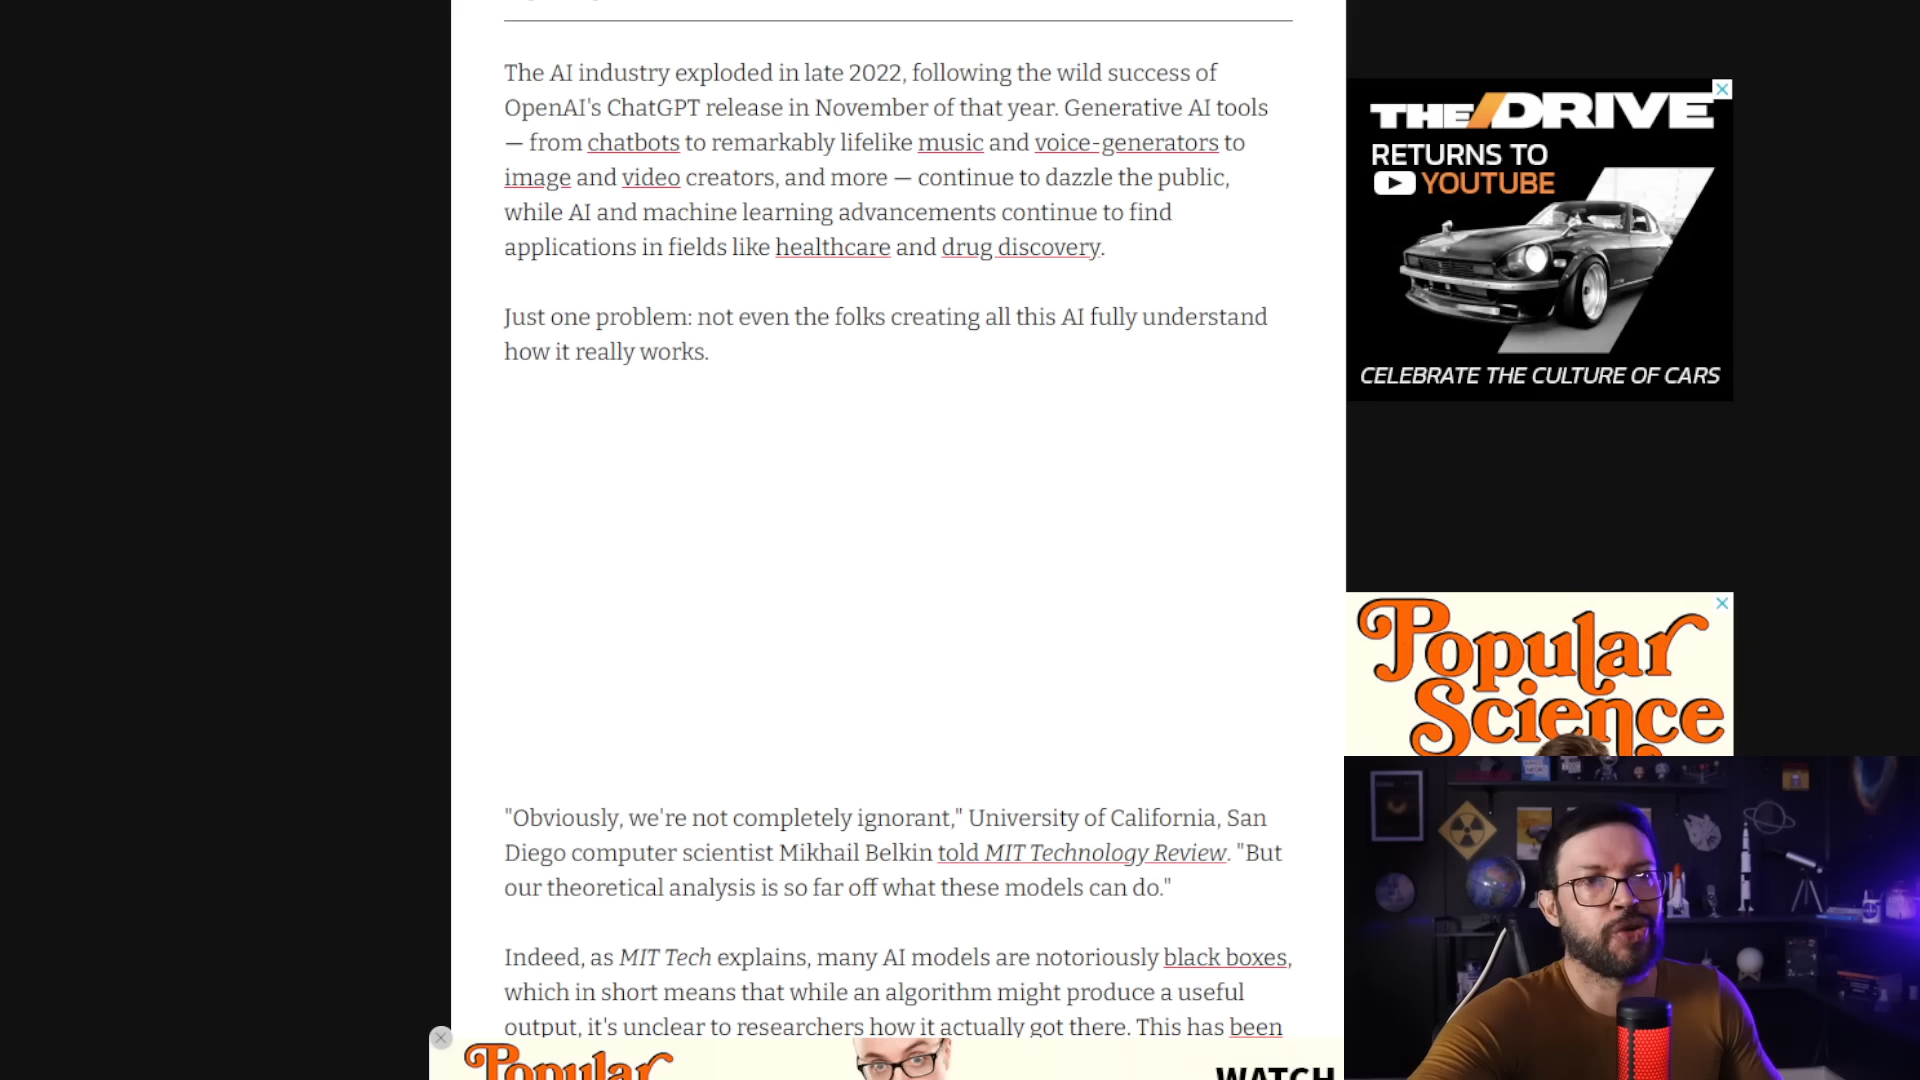 The AI industry exploded in late 2022, following the wild success of
OpenAI's ChatGPT release in November of that year. Generative AI tools
— from chatbots to remarkably lifelike music and voice-generators to
image and video creators, and more — continue to dazzle the public,
while AI and machine learning advancements continue to find
applications in fields like healthcare and drug discovery.
Just one problem: not even the folks creating all this AI fully understand
how it really works.
"Obviously, we're not completely ignorant," University of California, San
Diego computer scientist Mikhail Belkin told MIT Technology Review. "But
our theoretical analysis is so far off what these models can do."
Indeed, as MIT Tech explains, many AI models are notoriously black boxes,
which in short means that while an algorithm might produce a useful
output, it's unclear to researchers how it actually got there. This has been
THE/DRIVE
RETURNS TO
YOUTUBE
CELEBRATE THE CULTURE OF CARS
Popular
Science
Popular
WATCH